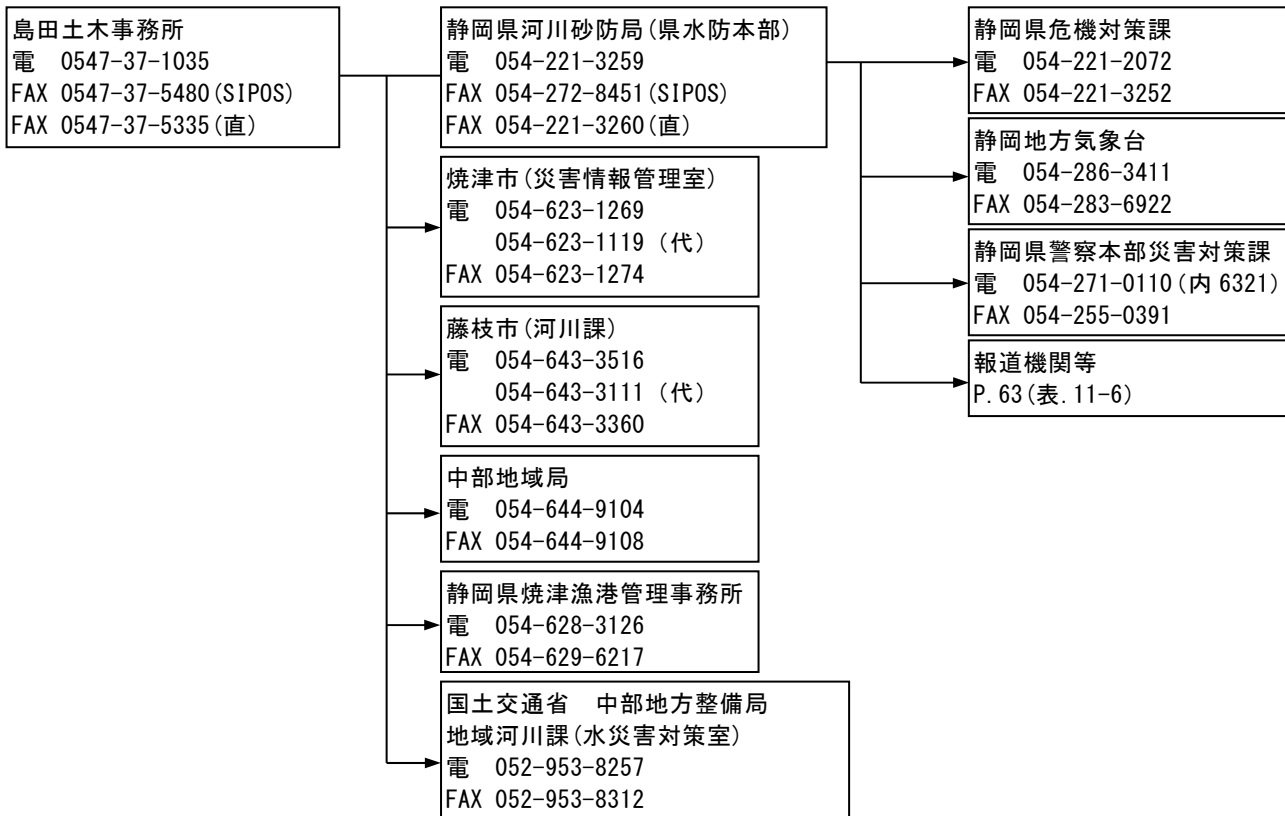 島田土木事務所
電 0547-37-1035
FAX 0547-37-5480(SIPOS)
FAX 0547-37-5335(直)
静岡県河川砂防局(県水防本部)
電 054-221-3259
FAX 054-272-8451(SIPOS)
FAX 054-221-3260(直)
焼津市(災害情報管理室)
電 054-623-1269
054-623-1119 (代)
FAX 054-623-1274
藤枝市(河川課)
電 054-643-3516
054-643-3111 (代)
FAX 054-643-3360
中部地域局
電 054-644-9104
FAX 054-644-9108
静岡県焼津漁港管理事務所
電 054-628-3126
FAX 054-629-6217
国土交通省 中部地方整備局
地域河川課(水災害対策室)
電 052-953-8257
FAX 052-953-8312
静岡県危機対策課
電 054-221-2072
FAX 054-221-3252
静岡地方気象台
電 054-286-3411
FAX 054-283-6922
静岡県警察本部災害対策課
電 054-271-0110(内 6321)
FAX 054-255-0391
報道機関等
P.63(表.11-6)